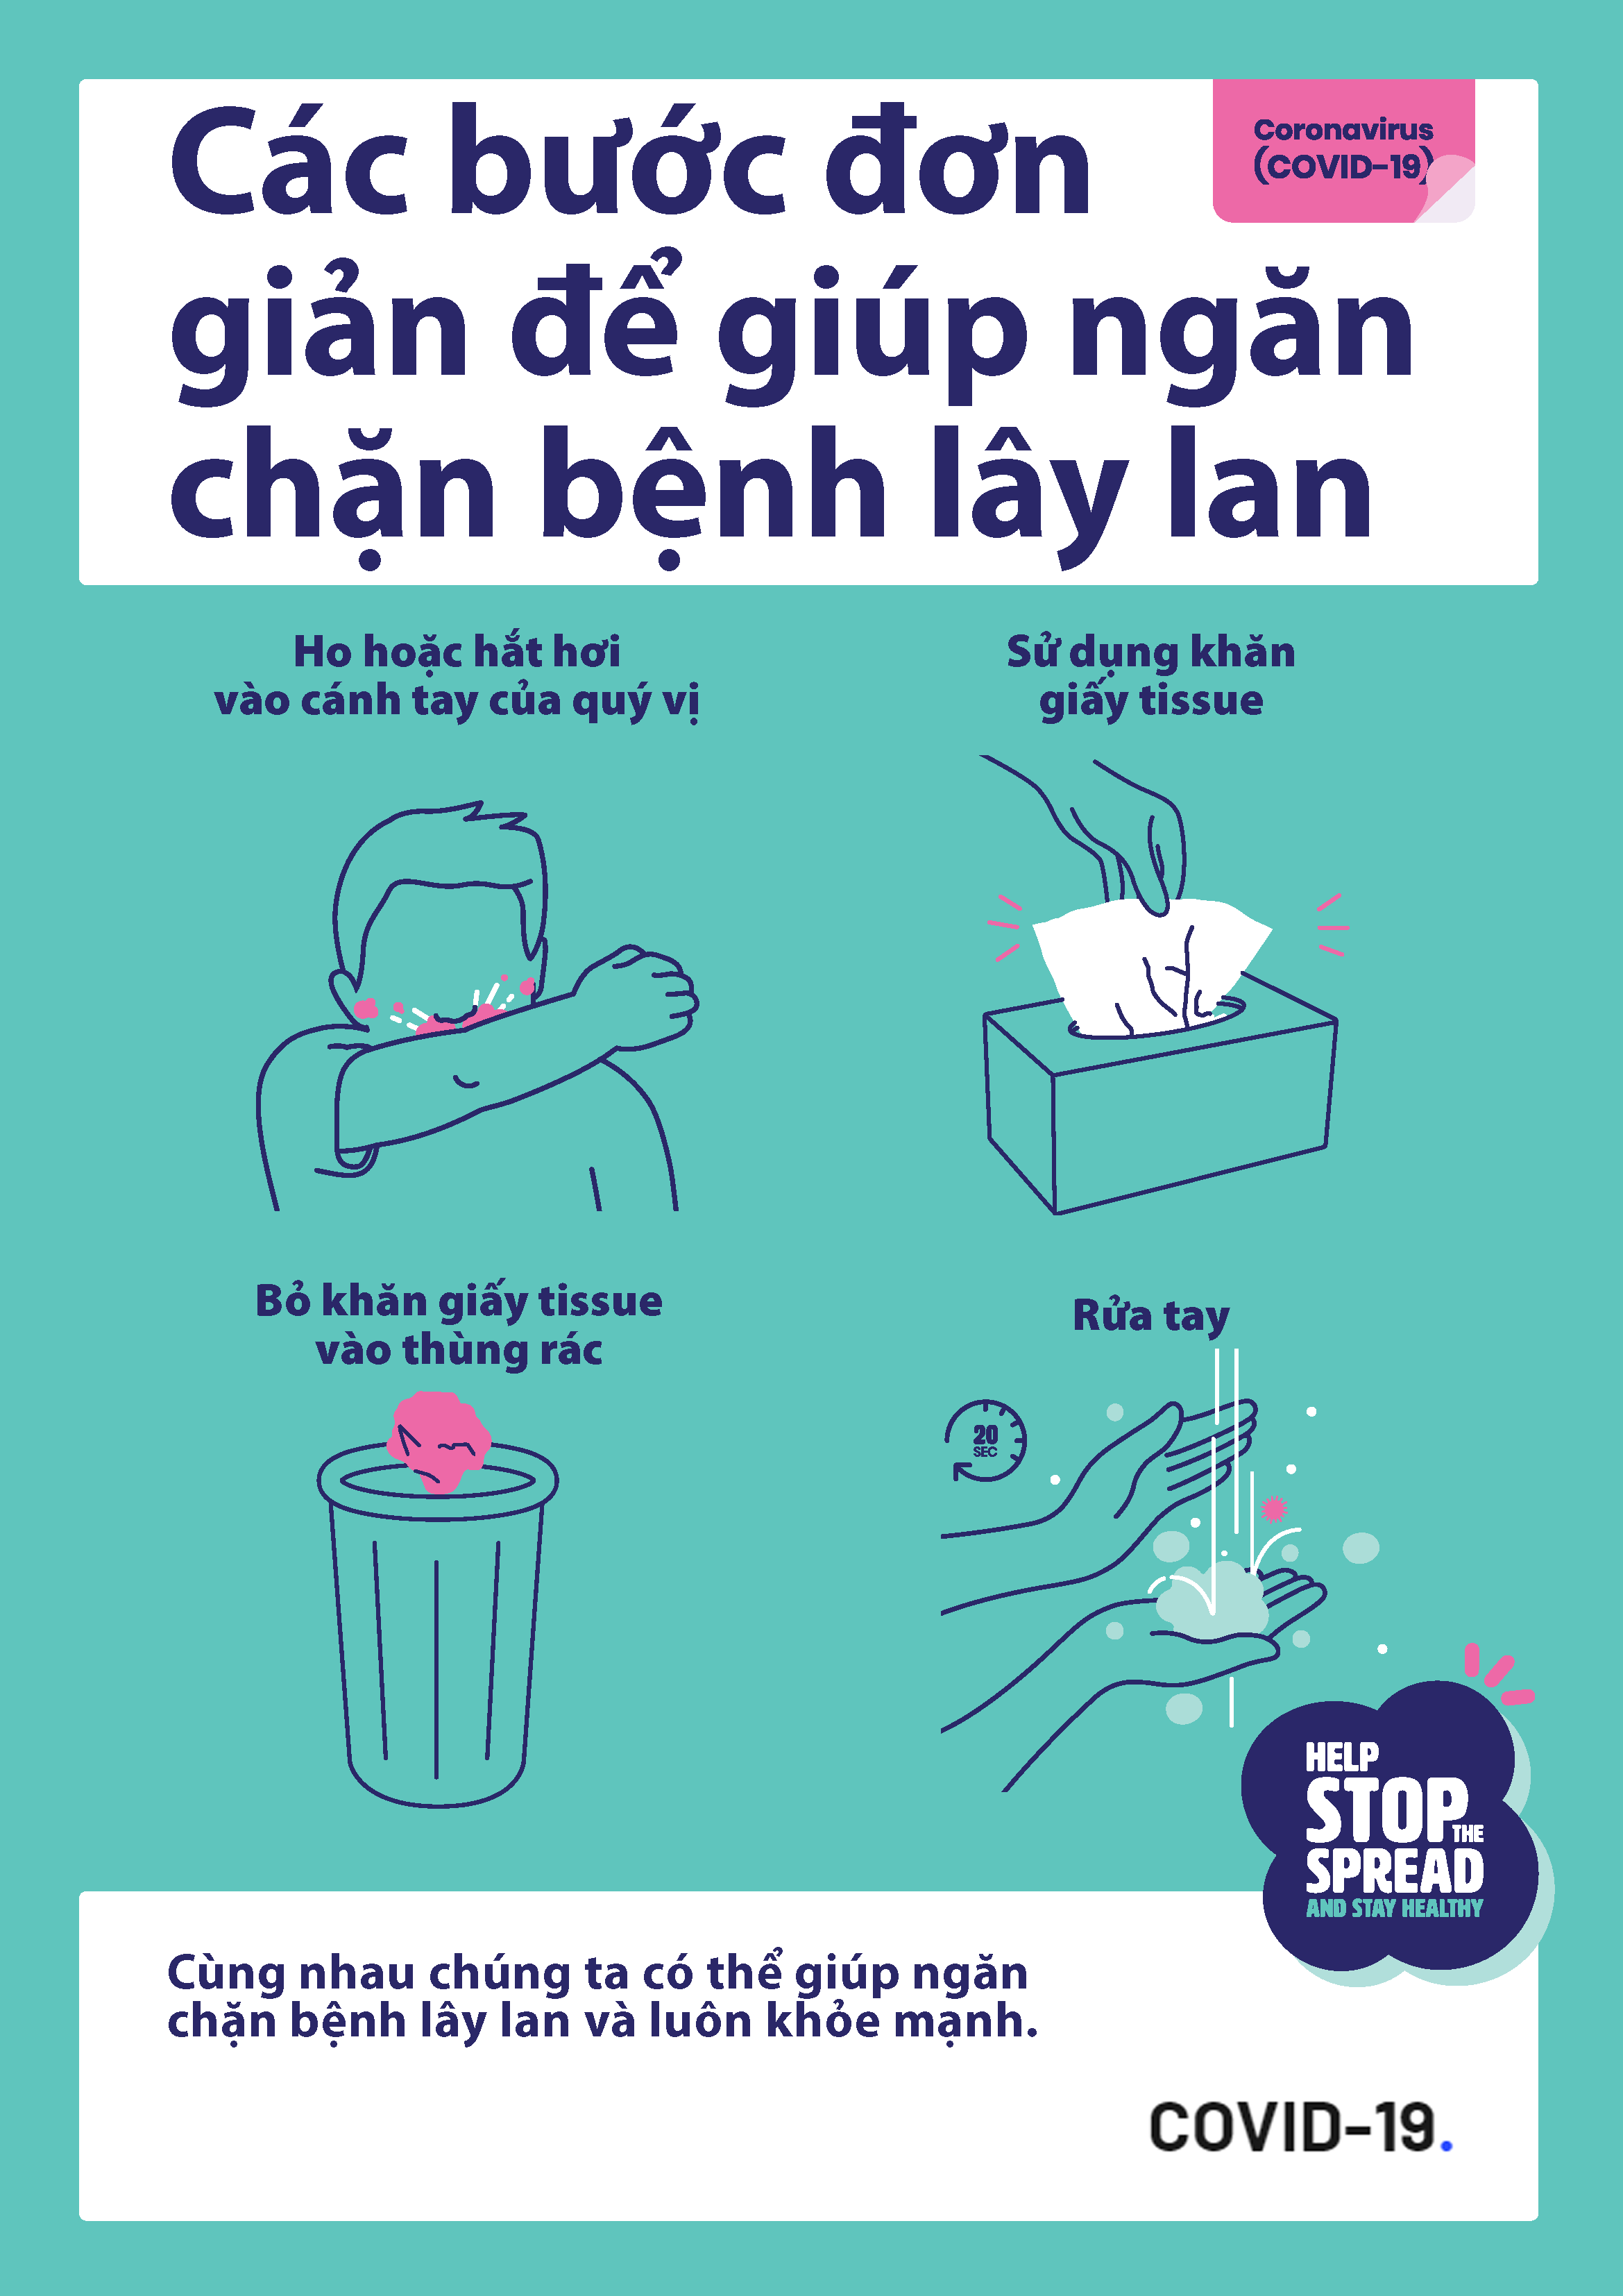 Các bước đơn
giản để giúp ngăn
chặn bệnh lây lan
Coronavirus
(COVID-19)
Ho hoặc hắt hơi
vào cánh tay của quý vị
Sử dụng khăn
giấy tissue
Bỏ khăn giấy tissue
vào thùng rác
Rửa tay
20
SEC
HELP
STOP THE
SPREAD
AND STAY HEALTHY
Cùng nhau chúng ta có thể giúp ngăn
chặn bệnh lây lan và luôn khỏe mạnh.
COVID-19.